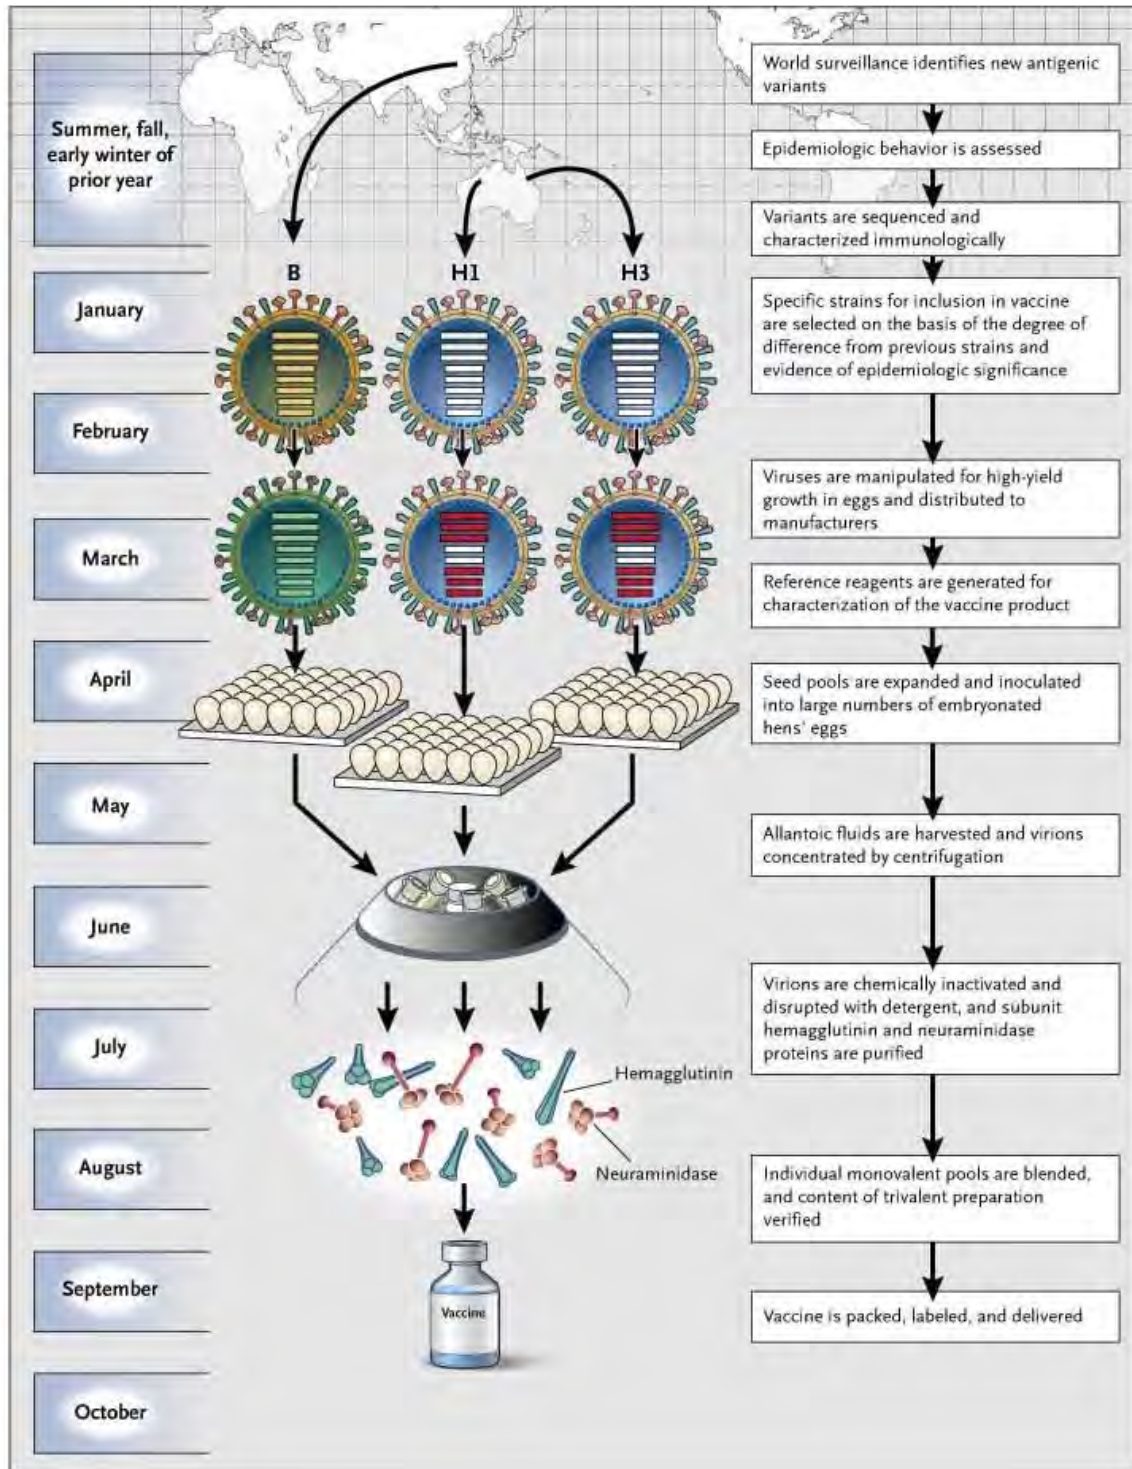 Summer, fall,
early winter of
prior year
January
February
March
April
May
June
July
August
September
October
B
H1
H3
Hemagglutinin
Neuraminidase
Vaccine
World surveillance identifies new antigenic
variants
Epidemiologic behavior is assessed
Variants are sequenced and
characterized immunologically
Specific strains for inclusion in vaccine
are selected on the basis of the degree of
difference from previous strains and
evidence of epidemiologic significance
Viruses are manipulated for high-yield
growth in eggs and distributed to
manufacturers
Reference reagents are generated for
characterization of the vaccine product
Seed pools are expanded and inoculated
into large numbers of embryonated
hens' eggs
Allantoic fluids are harvested and virions
concentrated by centrifugation
Virions are chemically inactivated and
disrupted with detergent, and subunit
hemagglutinin and neuraminidase
proteins are purified
Individual monovalent pools are blended,
and content of trivalent preparation
verified
Vaccine is packed, labeled, and delivered